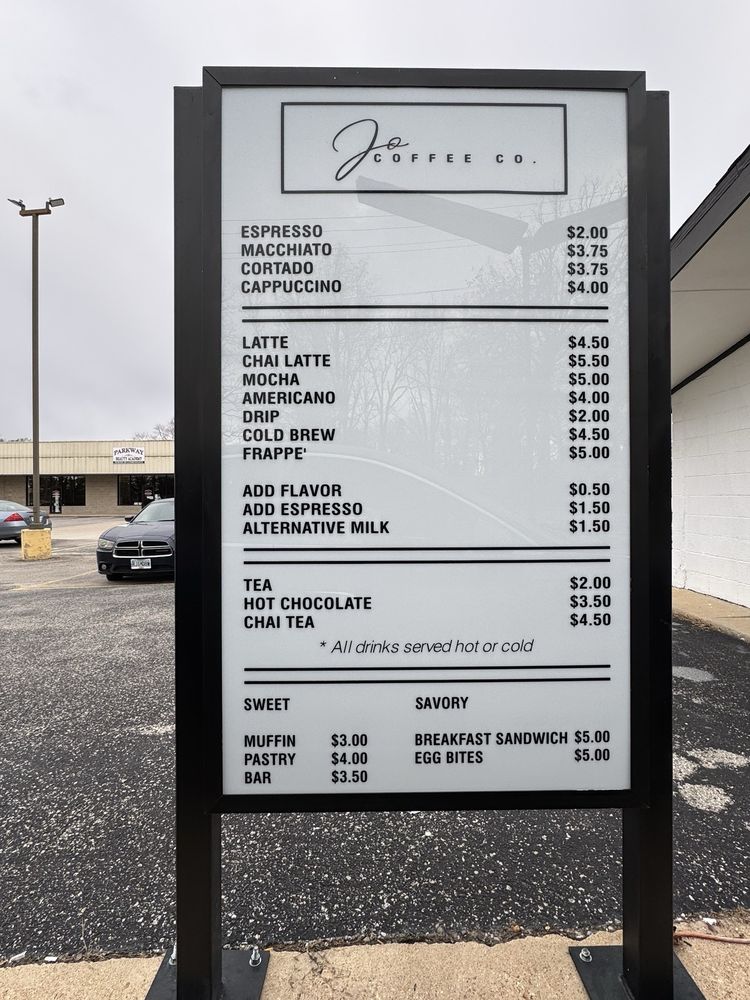 Jo
COFFEE CO.
ESPRESSO $2.00
MACCHIATO $3.75
CORTADO $3.75
CAPPUCCINO $4.00
LATTE $4.50
CHAI LATTE $5.50
MOCHA $5.00
AMERICANO $4.00
DRIP $2.00
COLD BREW $4.50
FRAPPE' $5.00
ADD FLAVOR $0.50
ADD ESPRESSO $1.50
ALTERNATIVE MILK $1.50
TEA $2.00
HOT CHOCOLATE $3.50
CHAI TEA $4.50
* All drinks served hot or cold
SWEET
MUFFIN $3.00
PASTRY $4.00
BAR $3.50
SAVORY
BREAKFAST SANDWICH $5.00
EGG BITES $5.00
PARKWAY
BEAUTY ACADEMY